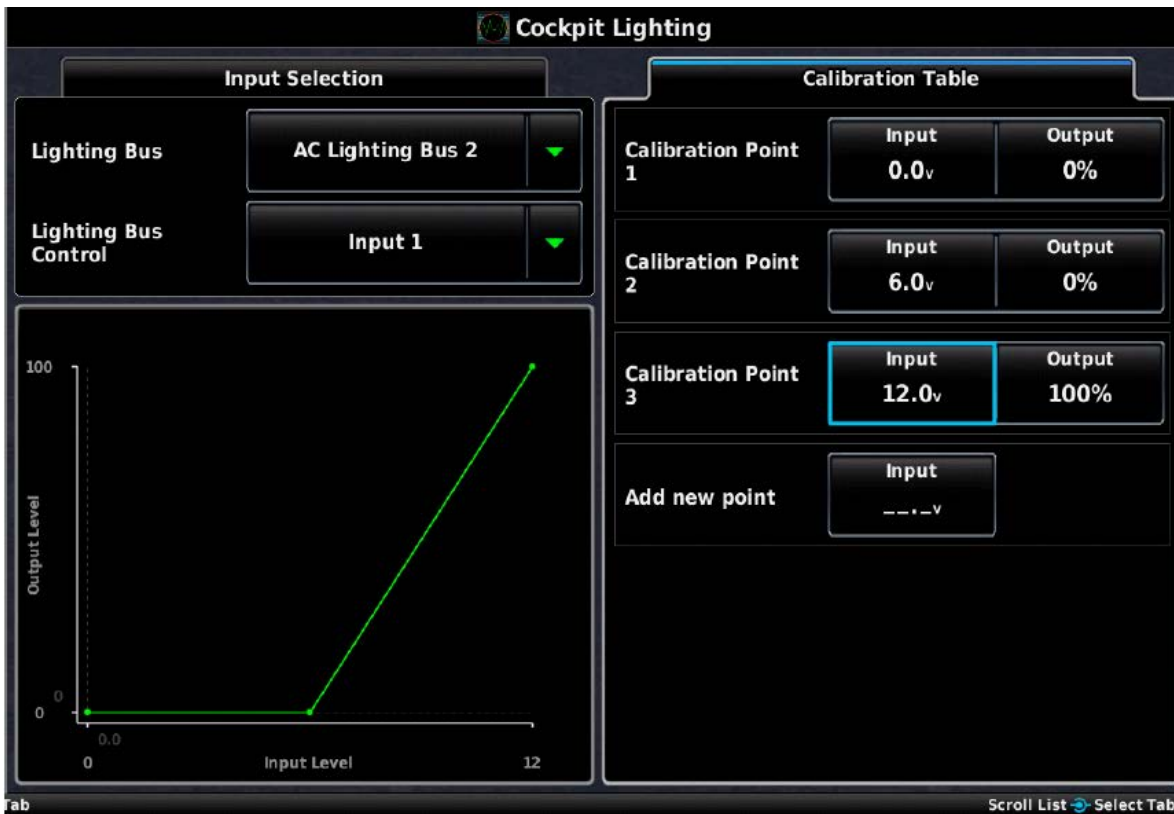 Cockpit Lighting
Input Selection
Lighting Bus
AC Lighting Bus 2
Lighting Bus
Control
Input 1
100
Output Level
0
0
0.0
0
Input Level
12
Calibration Table
Calibration Point
1
Input
0.0v
Output
0%
Calibration Point
2
Input
6.0v
Output
0%
Calibration Point
3
Input
12.0v
Output
100%
Add new point
Input
__._v
Tab
Scroll List Select Tab